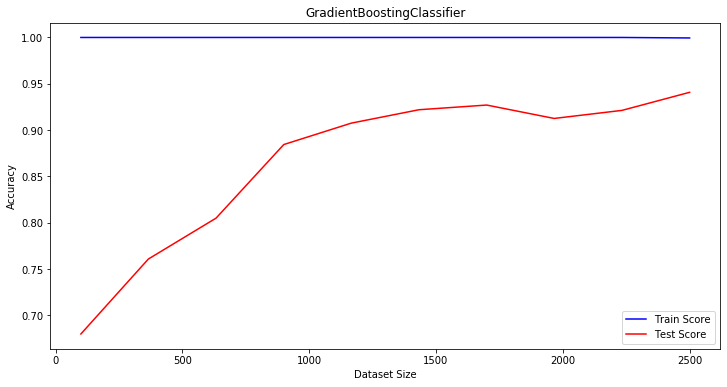 GradientBoostingClassifier
1.00
0.95
0.90
0.85
0.80
0.75
0.70
Accuracy
0 500 1000 1500 2000 2500
Dataset Size
Train Score
Test Score